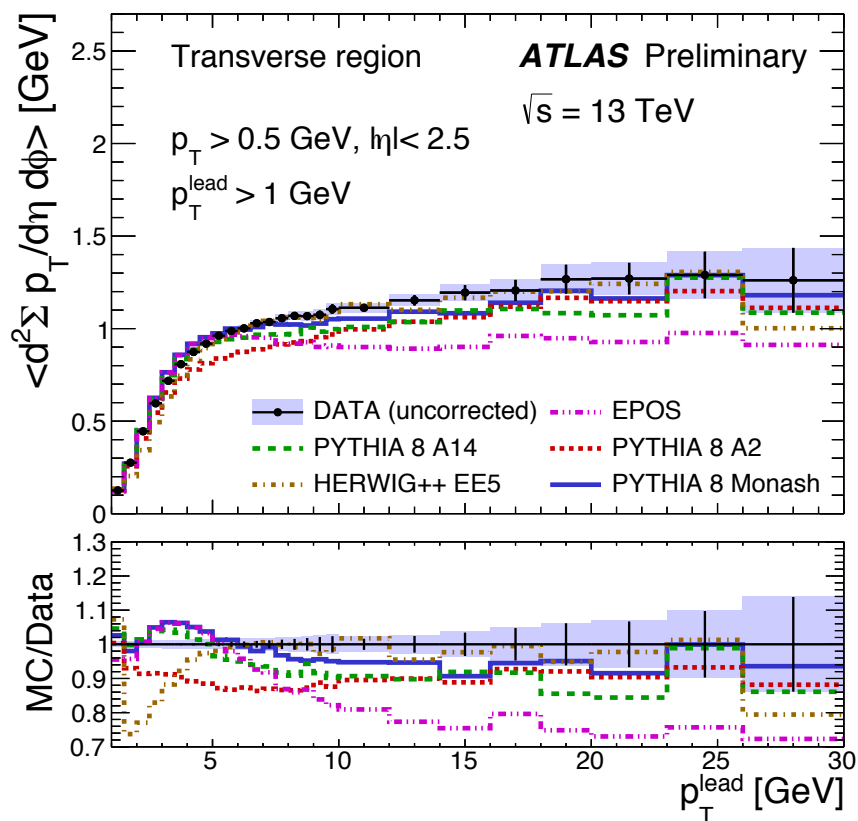 Transverse region
ATLAS Preliminary
√s = 13 TeV
p_T > 0.5 GeV, |η|< 2.5
p_T^lead > 1 GeV
<d²Σ p_T/dη dφ> [GeV]
2.5
2
1.5
1
0.5
0
DATA (uncorrected)
PYTHIA 8 A14
HERWIG++ EE5
EPOS
PYTHIA 8 A2
PYTHIA 8 Monash
MC/Data
1.3
1.2
1.1
1
0.9
0.8
0.7
5 10 15 20 25 30
p_T^lead [GeV]